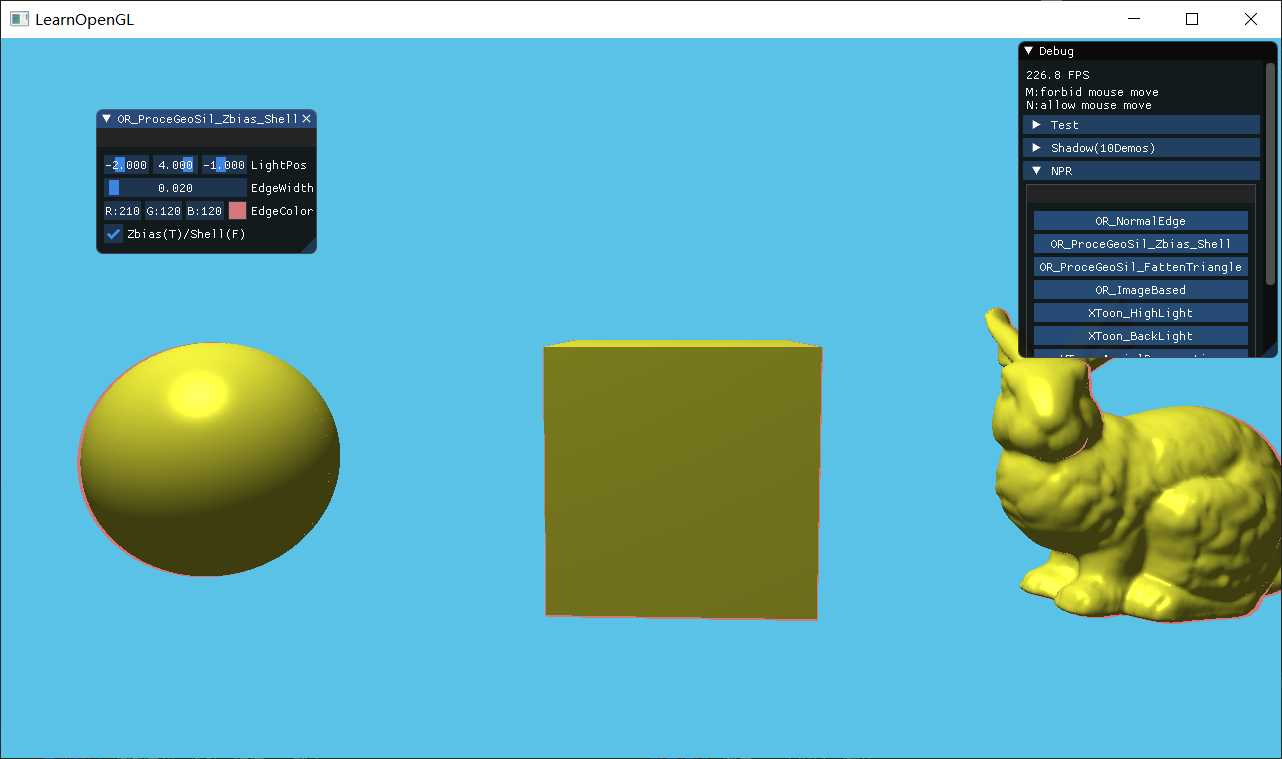 LearnOpenGL
Debug
226.8 FPS
M:forbid mouse move
N:allow mouse move
Test
Shadow(10Demos)
NPR
OR_NormalEdge
OR_ProceGeoSil_Zbias_Shell
OR_ProceGeoSil_FattenTriangle
OR_ImageBased
XToon_HighLight
XToon_BackLight
OR_ProceGeoSil_Zbias_Shell
-2.000 4.000 -1.000 LightPos
0.020 EdgeWidth
R:210 G:120 B:120 EdgeColor
Zbias(T)/Shell(F)